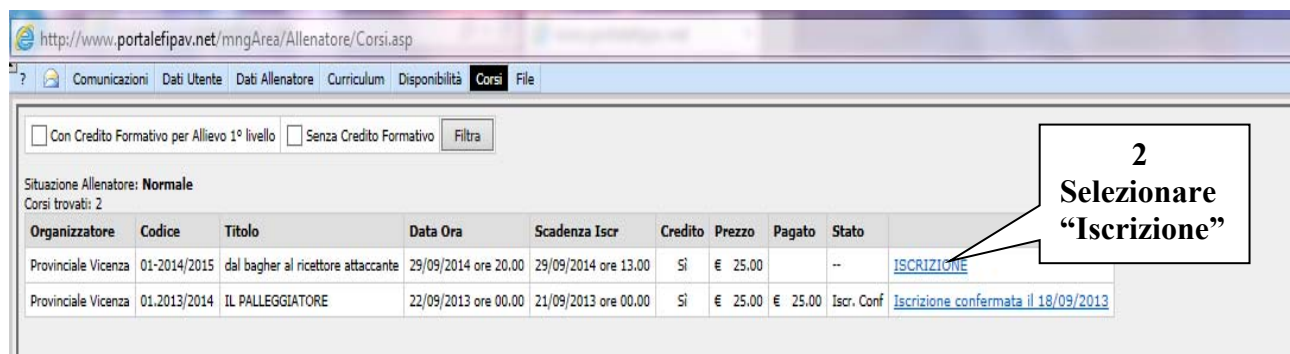 http://www.portalefipav.net/mngArea/Allenatore/Corsi.asp
? Comunicazioni Dati Utente Dati Allenatore Curriculum Disponibilità Corsi File
Con Credito Formativo per Allievo 1º livello Senza Credito Formativo Filtra
2
Selezionare
“Iscrizione”
Situazione Allenatore: Normale
Corsi trovati: 2
Organizzatore Codice Titolo Data Ora Scadenza Iscr Credito Prezzo Pagato Stato
Provinciale Vicenza 01-2014/2015 dal bagher al ricettore attaccante 29/09/2014 ore 20.00 29/09/2014 ore 13.00 Sì € 25.00 -- ISCRIZIONE
Provinciale Vicenza 01.2013/2014 IL PALLEGGIATORE 22/09/2013 ore 00.00 21/09/2013 ore 00.00 Sì € 25.00 € 25.00 Iscr. Conf Iscrizione confermata il 18/09/2013